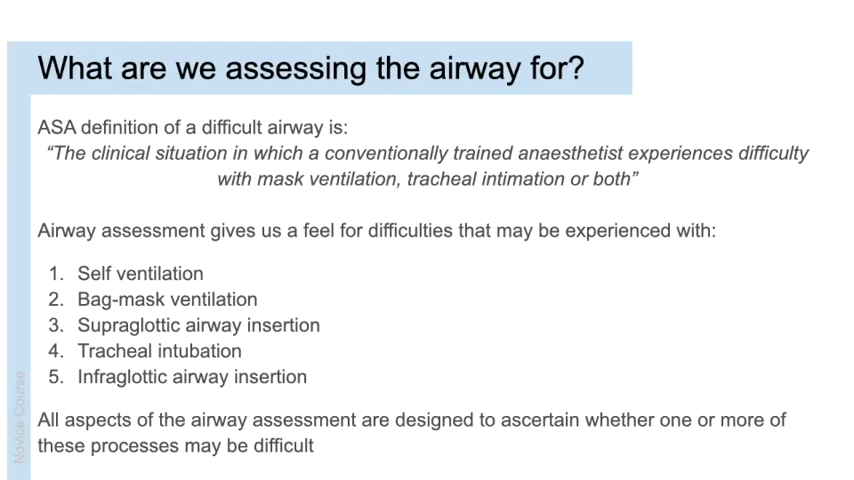 What are we assessing the airway for?
ASA definition of a difficult airway is:
“The clinical situation in which a conventionally trained anaesthetist experiences difficulty
with mask ventilation, tracheal intimation or both”
Airway assessment gives us a feel for difficulties that may be experienced with:
1. Self ventilation
2. Bag-mask ventilation
3. Supraglottic airway insertion
4. Tracheal intubation
5. Infraglottic airway insertion
All aspects of the airway assessment are designed to ascertain whether one or more of
these processes may be difficult
Novice Course